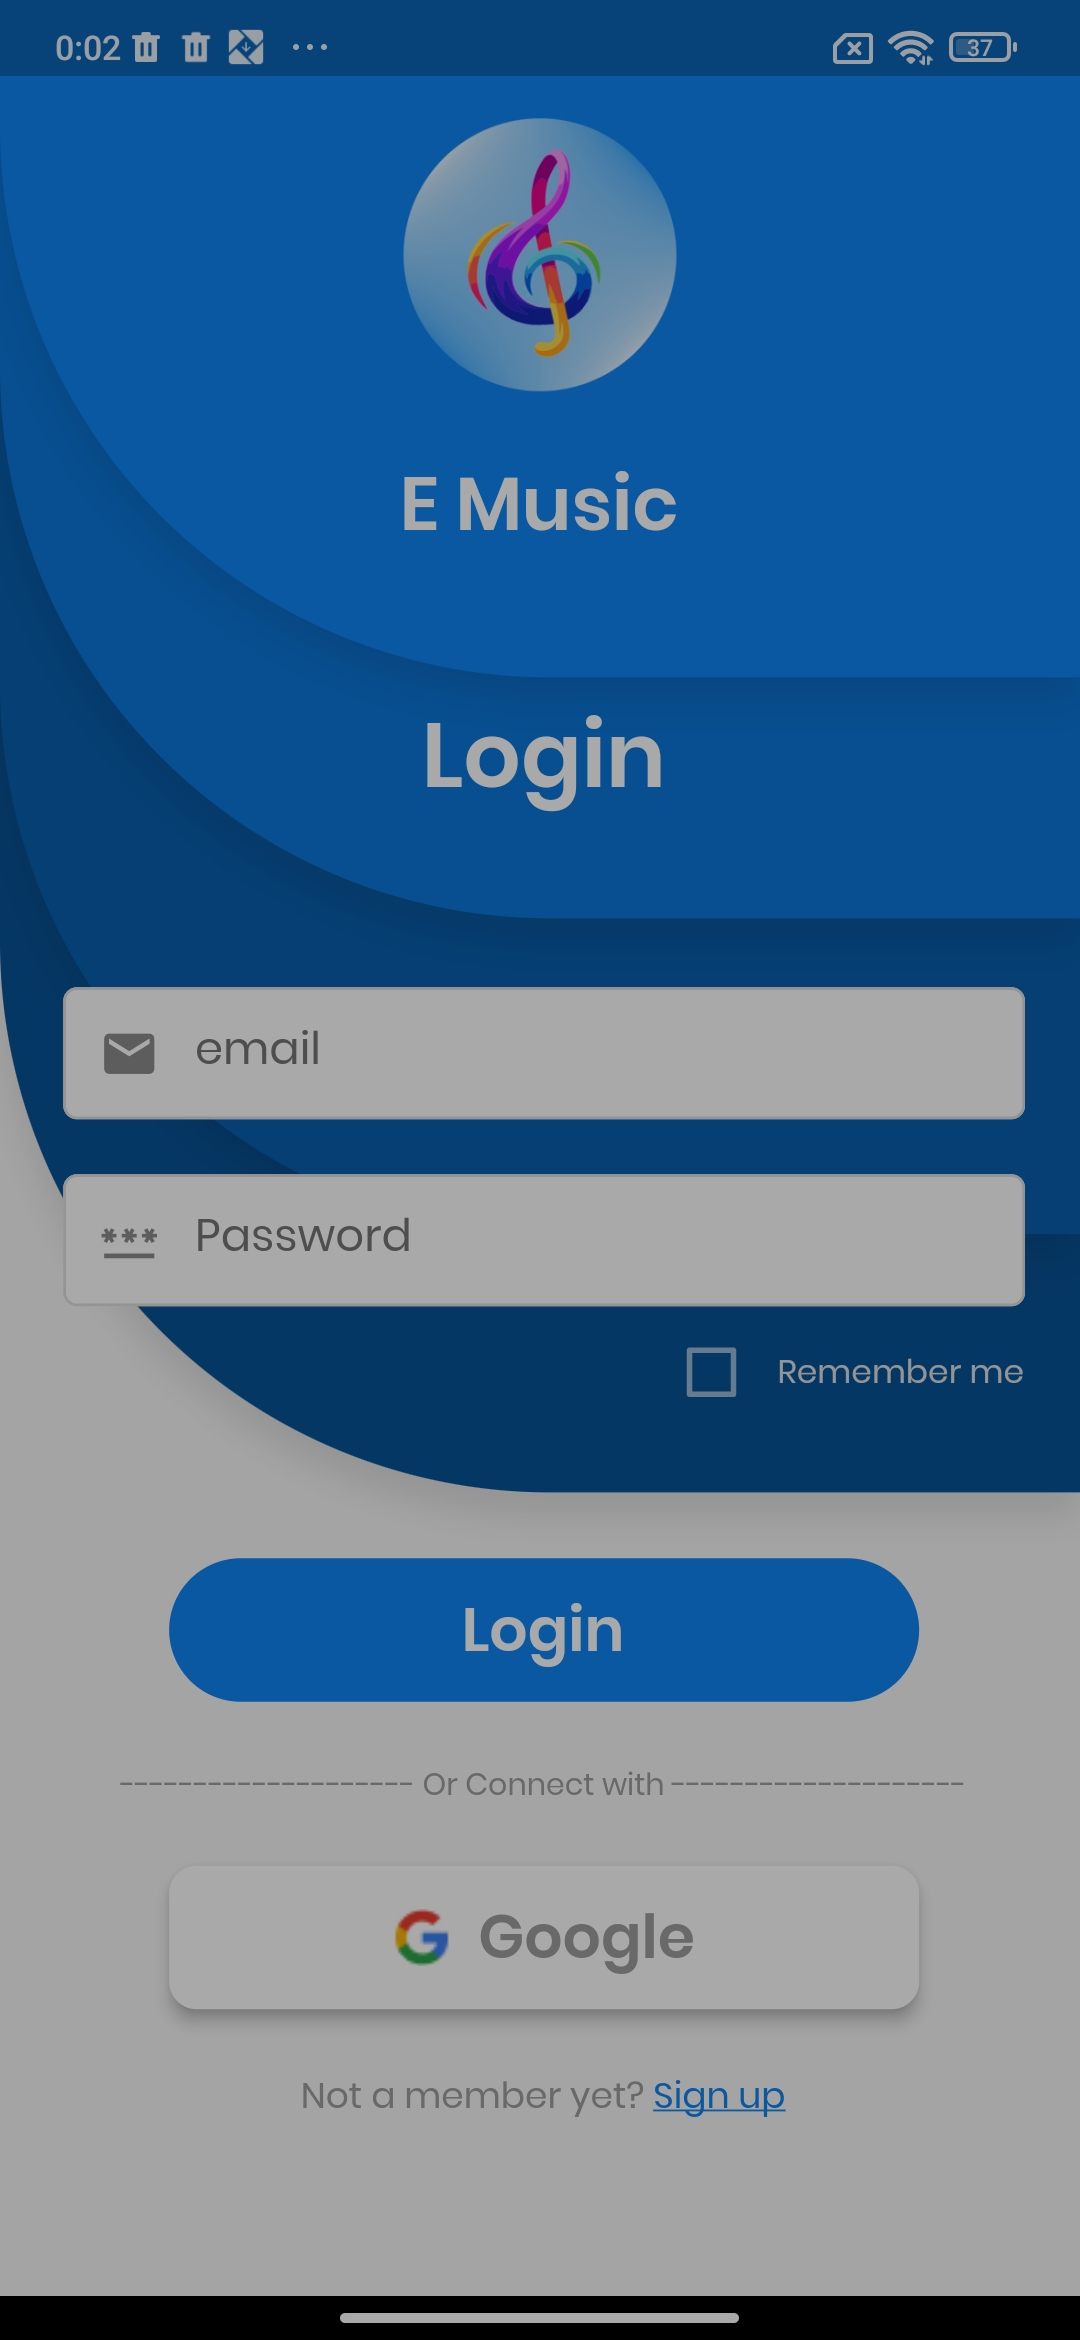 0:02
37
E Music
Login
email
*** Password
Remember me
Login
-------------------- Or Connect with --------------------
G Google
Not a member yet? Sign up